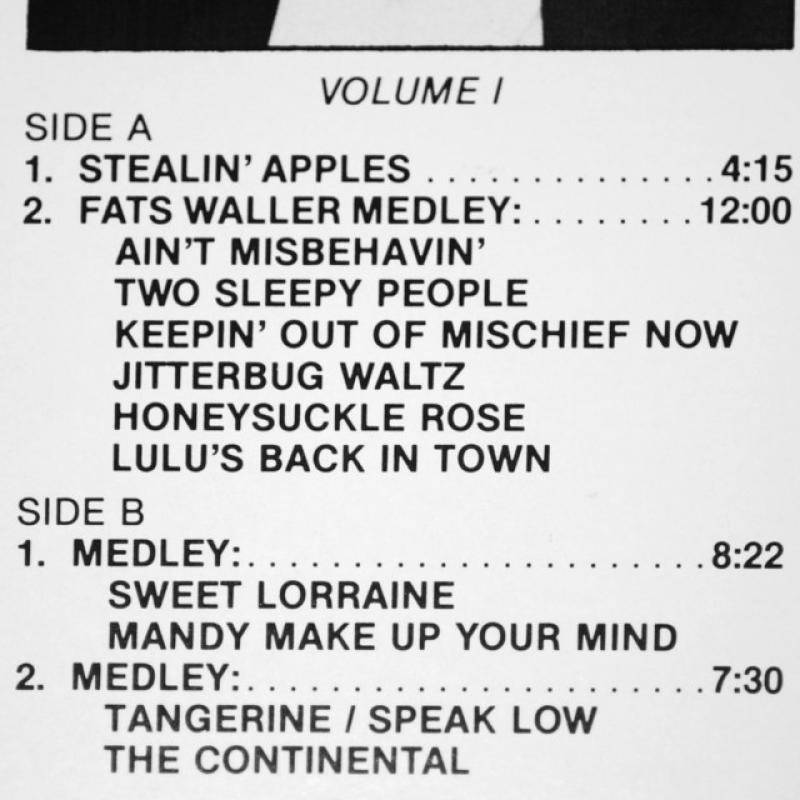 VOLUME I
SIDE A
1. STEALIN' APPLES . . . . . . . . . . . . . . . 4:15
2. FATS WALLER MEDLEY: . . . . . . . . 12:00
AIN'T MISBEHAVIN'
TWO SLEEPY PEOPLE
KEEPIN' OUT OF MISCHIEF NOW
JITTERBUG WALTZ
HONEYSUCKLE ROSE
LULU'S BACK IN TOWN
SIDE B
1. MEDLEY: . . . . . . . . . . . . . . . . . . . . . . . 8:22
SWEET LORRAINE
MANDY MAKE UP YOUR MIND
2. MEDLEY: . . . . . . . . . . . . . . . . . . . . . . . 7:30
TANGERINE / SPEAK LOW
THE CONTINENTAL